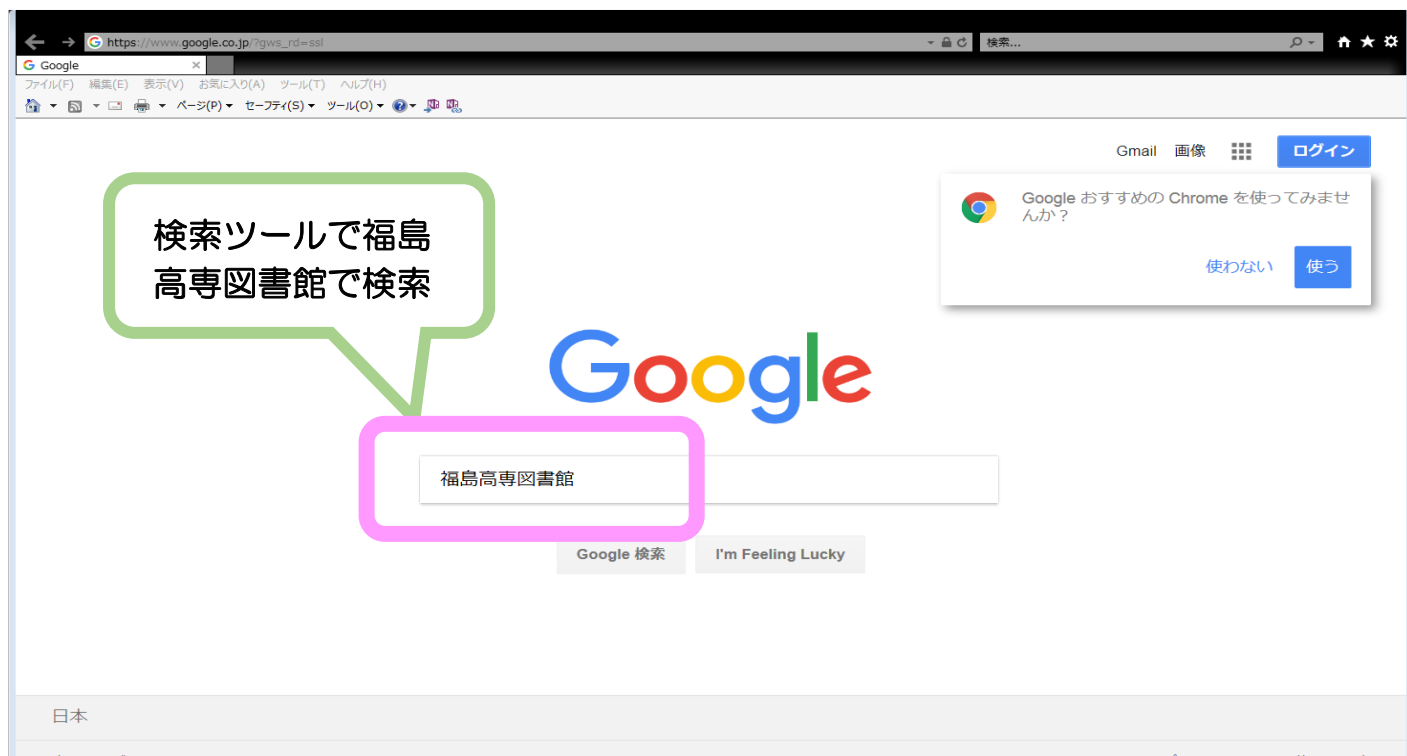 https://www.google.co.jp/?gws_rd=ssl
検索...
Google
ファイル(F) 編集(E) 表示(V) お気に入り(A) ツール(T) ヘルプ(H)
ページ(P) セーフティ(S) ツール(O)
Gmail 画像 ログイン
Google おすすめの Chrome を使ってみませ
んか？
使わない 使う
検索ツールで福島
高専図書館で検索
Google
福島高専図書館
Google 検索 I'm Feeling Lucky
日本